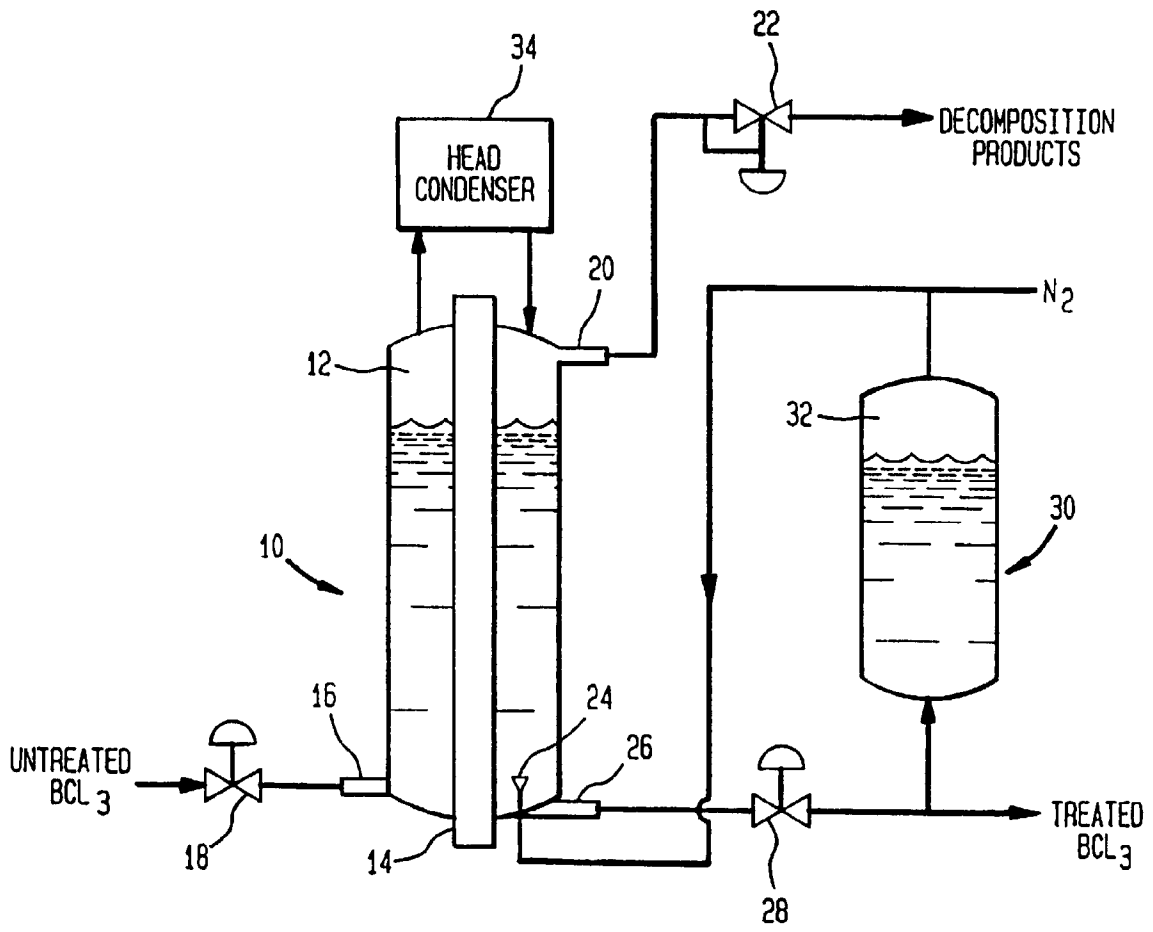 22
34
DECOMPOSITION
PRODUCTS
HEAD
CONDENSER
20
N2
12
32
30
10
16
24
26
UNTREATED
BCL3
TREATED
BCL3
18
14
28